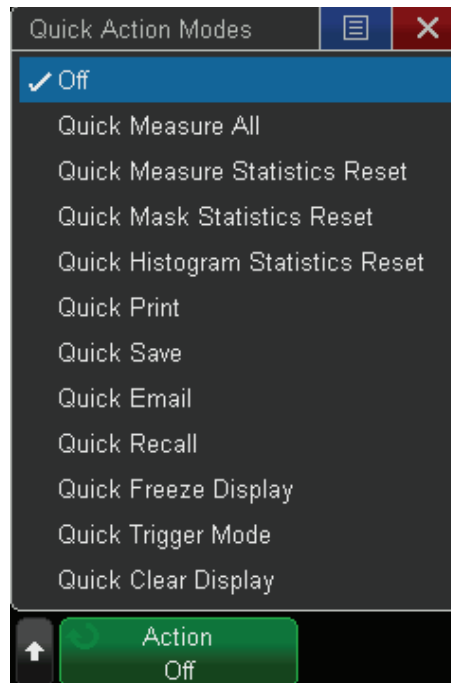 Quick Action Modes
Off
Quick Measure All
Quick Measure Statistics Reset
Quick Mask Statistics Reset
Quick Histogram Statistics Reset
Quick Print
Quick Save
Quick Email
Quick Recall
Quick Freeze Display
Quick Trigger Mode
Quick Clear Display
Action
Off